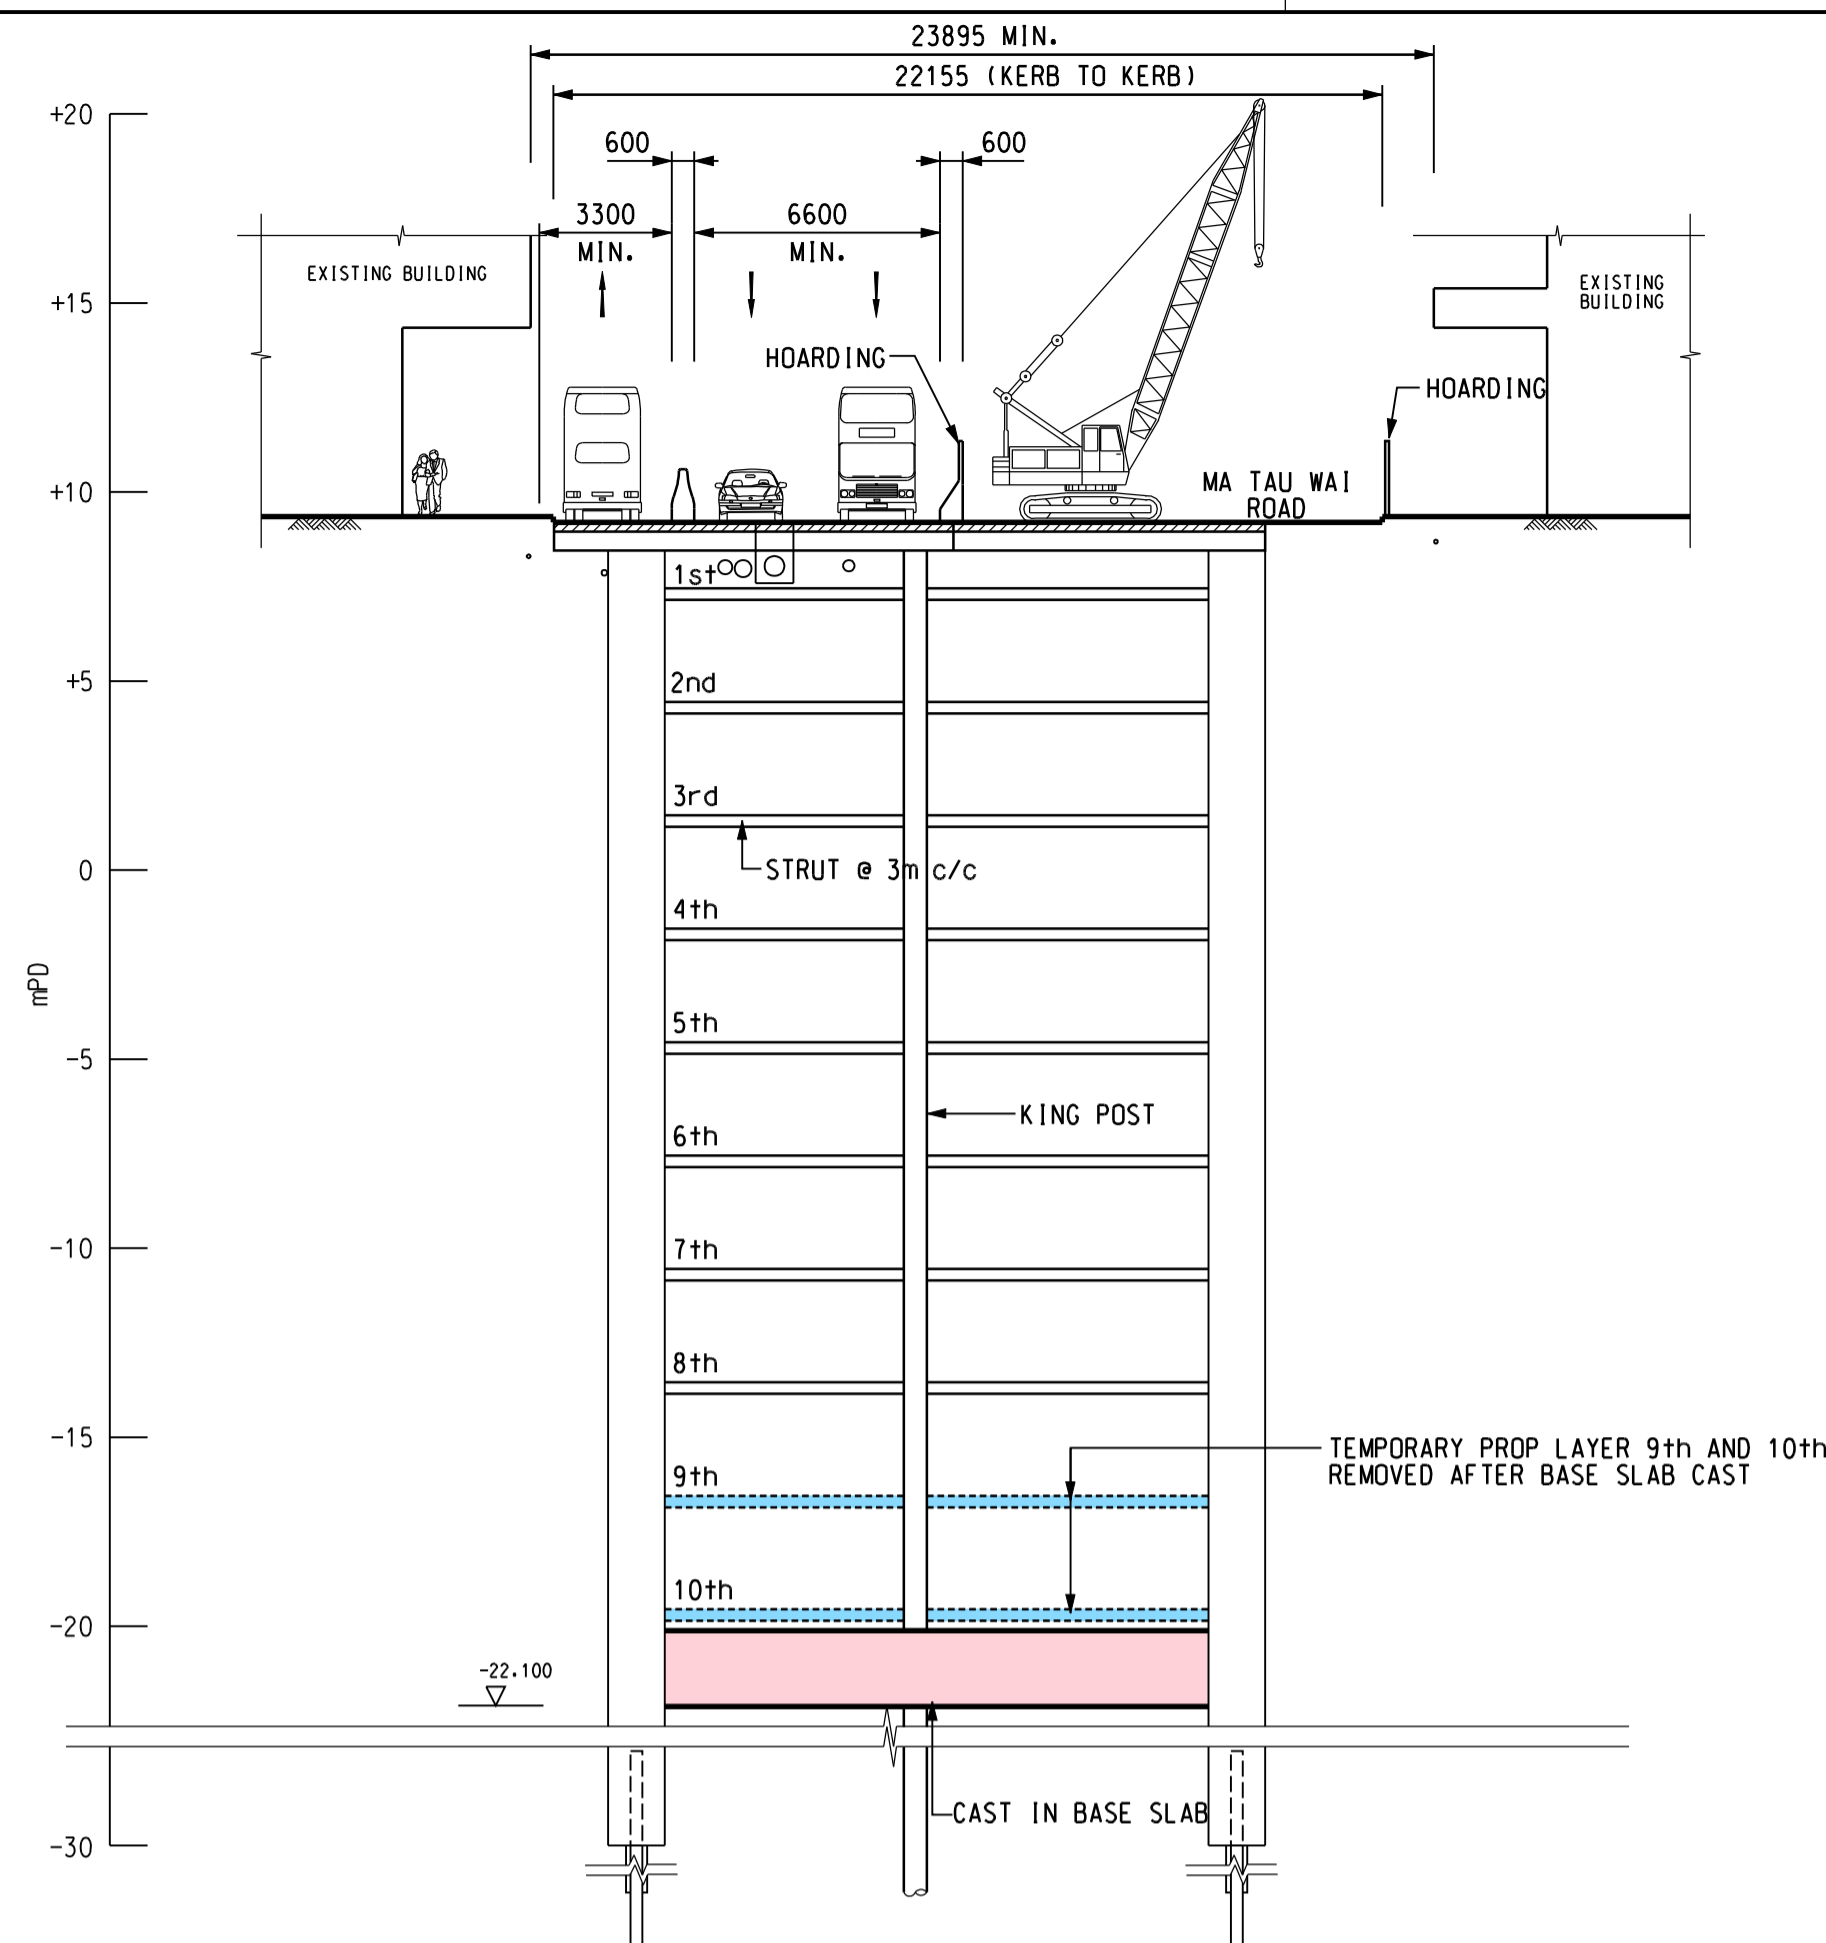 23895 MIN.
22155 (KERB TO KERB)
+20
600
600
3300
MIN.
6600
MIN.
EXISTING BUILDING
EXISTING
BUILDING
+15
HOARDING
HOARDING
+10
MA TAU WAI
ROAD
1st
+5
2nd
3rd
0
STRUT @ 3m c/c
4th
mPD
5th
-5
KING POST
6th
-10
7th
8th
-15
TEMPORARY PROP LAYER 9th AND 10th
REMOVED AFTER BASE SLAB CAST
9th
10th
-20
-22.100
CAST IN BASE SLAB
-30